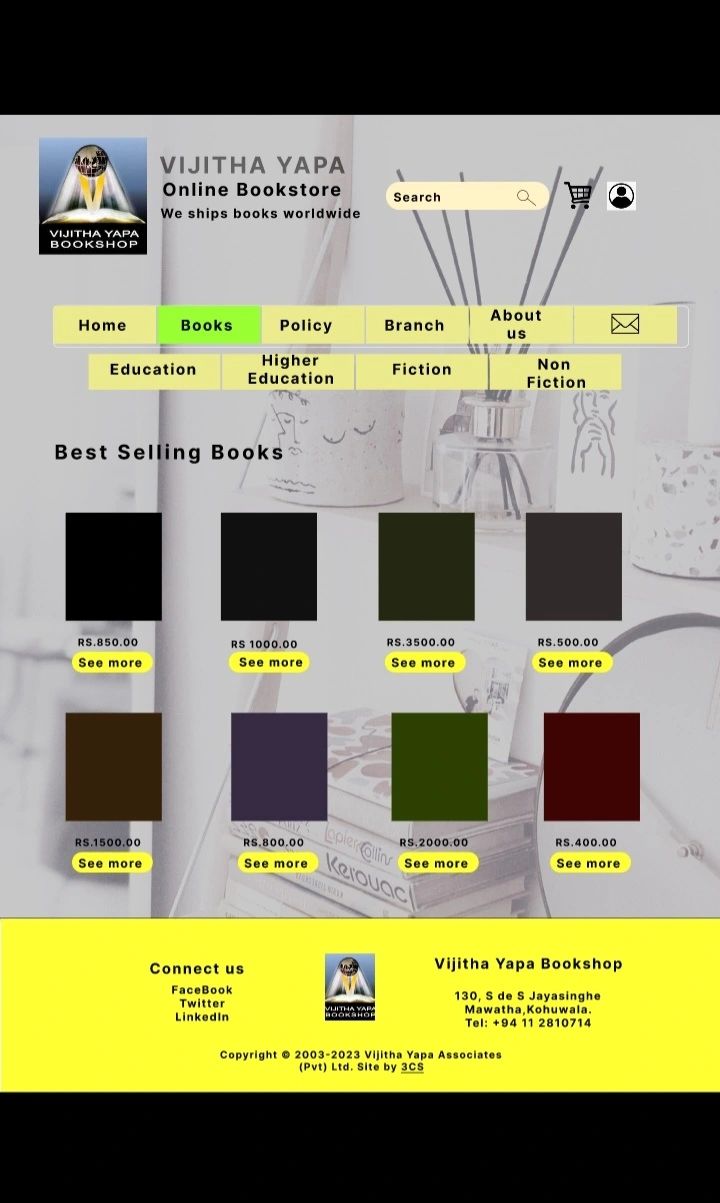 VIJITHA YAPA
Online Bookstore
We ships books worldwide
VIJITHA YAPA
BOOKSHOP
Search
Home
Books
Policy
Branch
About
us
Education
Higher
Education
Fiction
Non
Fiction
Best Selling Books
RS.850.00
RS 1000.00
RS.3500.00
RS.500.00
See more
See more
See more
See more
RS.1500.00
RS.800.00
RS.2000.00
RS.400.00
See more
See more
See more
See more
Collins
Kerouac
Connect us
FaceBook
Twitter
LinkedIn
VIJITHA YAPA
BOOKSHOP
Vijitha Yapa Bookshop
130, S de S Jayasinghe
Mawatha,Kohuwala.
Tel: +94 11 2810714
Copyright © 2003-2023 Vijitha Yapa Associates
(Pvt) Ltd. Site by 3CS